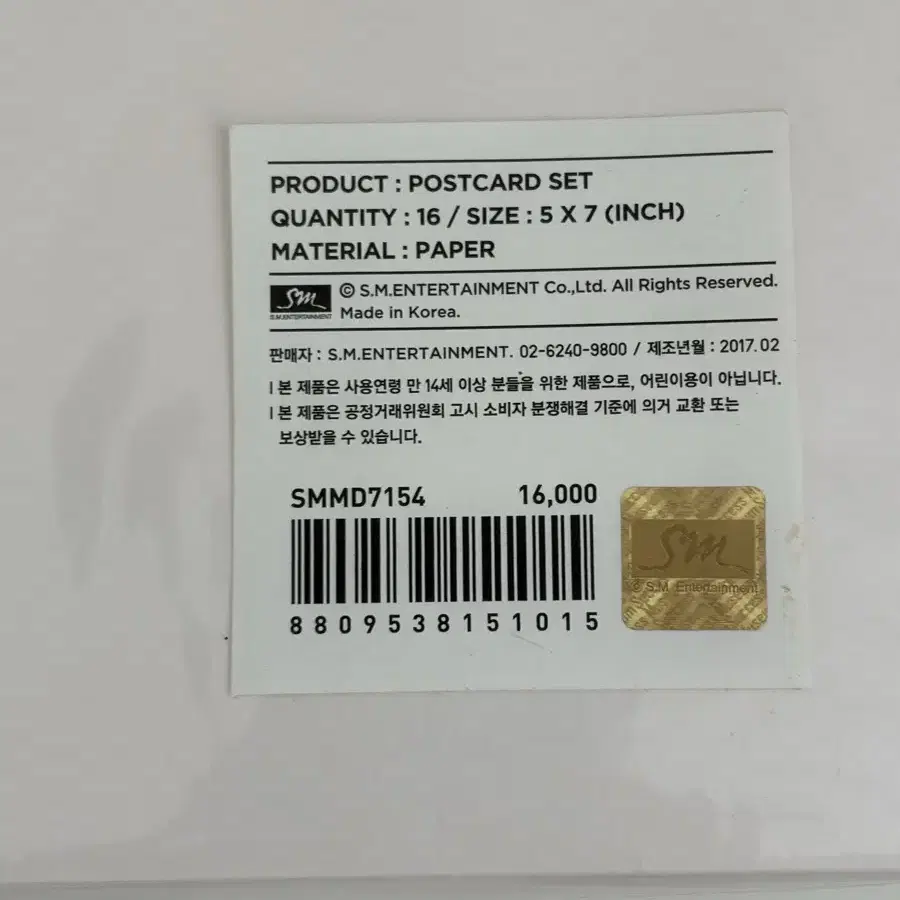 PRODUCT : POSTCARD SET
QUANTITY : 16 / SIZE : 5 X 7 (INCH)
MATERIAL : PAPER
SM
S.M.ENTERTAINMENT
© S.M.ENTERTAINMENT Co.,Ltd. All Rights Reserved.
Made in Korea.
판매자 : S.M.ENTERTAINMENT. 02-6240-9800 / 제조년월 : 2017. 02
l 본 제품은 사용연령 만 14세 이상 분들을 위한 제품으로, 어린이용이 아닙니다.
l 본 제품은 공정거래위원회 고시 소비자 분쟁해결 기준에 의거 교환 또는
보상받을 수 있습니다.
SMMD7154 16,000
8809538151015
SM
© S.M. Entertainment